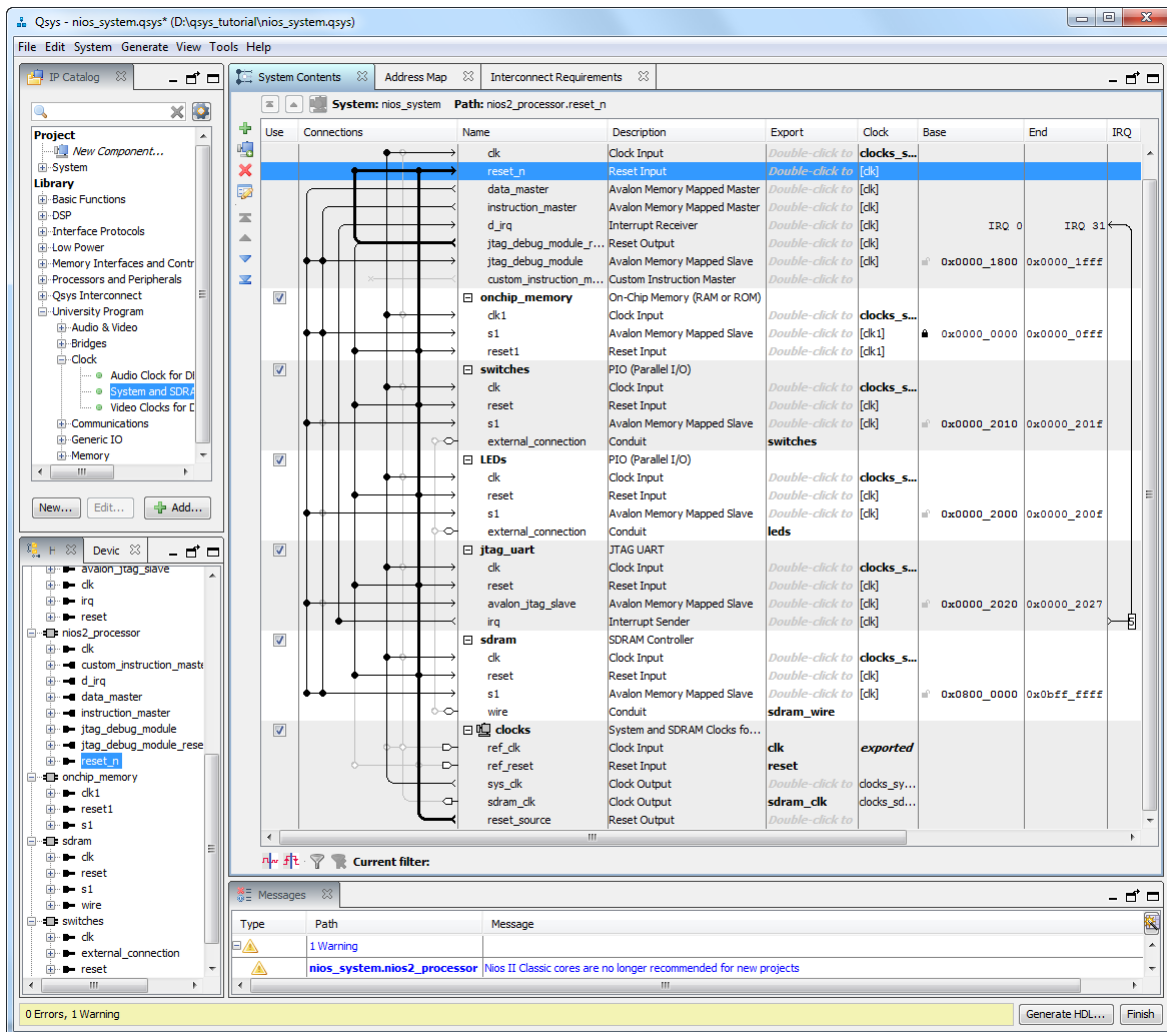 Qsys - nios_system.qsys* (D:\qsys_tutorial\nios_system.qsys)
File Edit System Generate View Tools Help
IP Catalog
Project
New Component...
System
Library
Basic Functions
DSP
Interface Protocols
Low Power
Memory Interfaces and Contr
Processors and Peripherals
Qsys Interconnect
University Program
Audio & Video
Bridges
Clock
Audio Clock for DI
System and SDRA
Video Clocks for D
Communications
Generic IO
Memory
New... Edit... Add...
H Devic
avalon_jtag_slave
clk
irq
reset
nios2_processor
clk
custom_instruction_maste
d_irq
data_master
instruction_master
jtag_debug_module
jtag_debug_module_rese
reset_n
onchip_memory
clk1
reset1
s1
sdram
clk
reset
s1
wire
switches
clk
external_connection
reset
System Contents Address Map Interconnect Requirements
System: nios_system Path: nios2_processor.reset_n
Use Connections Name Description Export Clock Base End IRQ
clk Clock Input Double-click to clocks_s...
reset_n Reset Input Double-click to [clk]
data_master Avalon Memory Mapped Master Double-click to [clk]
instruction_master Avalon Memory Mapped Master Double-click to [clk]
d_irq Interrupt Receiver Double-click to [clk] IRQ 0 IRQ 31
jtag_debug_module_r... Reset Output Double-click to [clk]
jtag_debug_module Avalon Memory Mapped Slave Double-click to [clk] 0x0000_1800 0x0000_1fff
custom_instruction_m... Custom Instruction Master Double-click to
onchip_memory On-Chip Memory (RAM or ROM)
clk1 Clock Input Double-click to clocks_s...
s1 Avalon Memory Mapped Slave Double-click to [clk1] 0x0000_0000 0x0000_0fff
reset1 Reset Input Double-click to [clk1]
switches PIO (Parallel I/O)
clk Clock Input Double-click to clocks_s...
reset Reset Input Double-click to [clk]
s1 Avalon Memory Mapped Slave Double-click to [clk] 0x0000_2010 0x0000_201f
external_connection Conduit switches
LEDs PIO (Parallel I/O)
clk Clock Input Double-click to clocks_s...
reset Reset Input Double-click to [clk]
s1 Avalon Memory Mapped Slave Double-click to [clk] 0x0000_2000 0x0000_200f
external_connection Conduit leds
jtag_uart JTAG UART
clk Clock Input Double-click to clocks_s...
reset Reset Input Double-click to [clk]
avalon_jtag_slave Avalon Memory Mapped Slave Double-click to [clk] 0x0000_2020 0x0000_2027
irq Interrupt Sender Double-click to [clk] 5
sdram SDRAM Controller
clk Clock Input Double-click to clocks_s...
reset Reset Input Double-click to [clk]
s1 Avalon Memory Mapped Slave Double-click to [clk] 0x0800_0000 0x0bff_ffff
wire Conduit sdram_wire
clocks System and SDRAM Clocks fo...
ref_clk Clock Input clk exported
ref_reset Reset Input reset
sys_clk Clock Output Double-click to clocks_sy...
sdram_clk Clock Output sdram_clk clocks_sd...
reset_source Reset Output Double-click to
Current filter:
Messages
Type Path Message
1 Warning
nios_system.nios2_processor Nios II Classic cores are no longer recommended for new projects
0 Errors, 1 Warning
Generate HDL... Finish